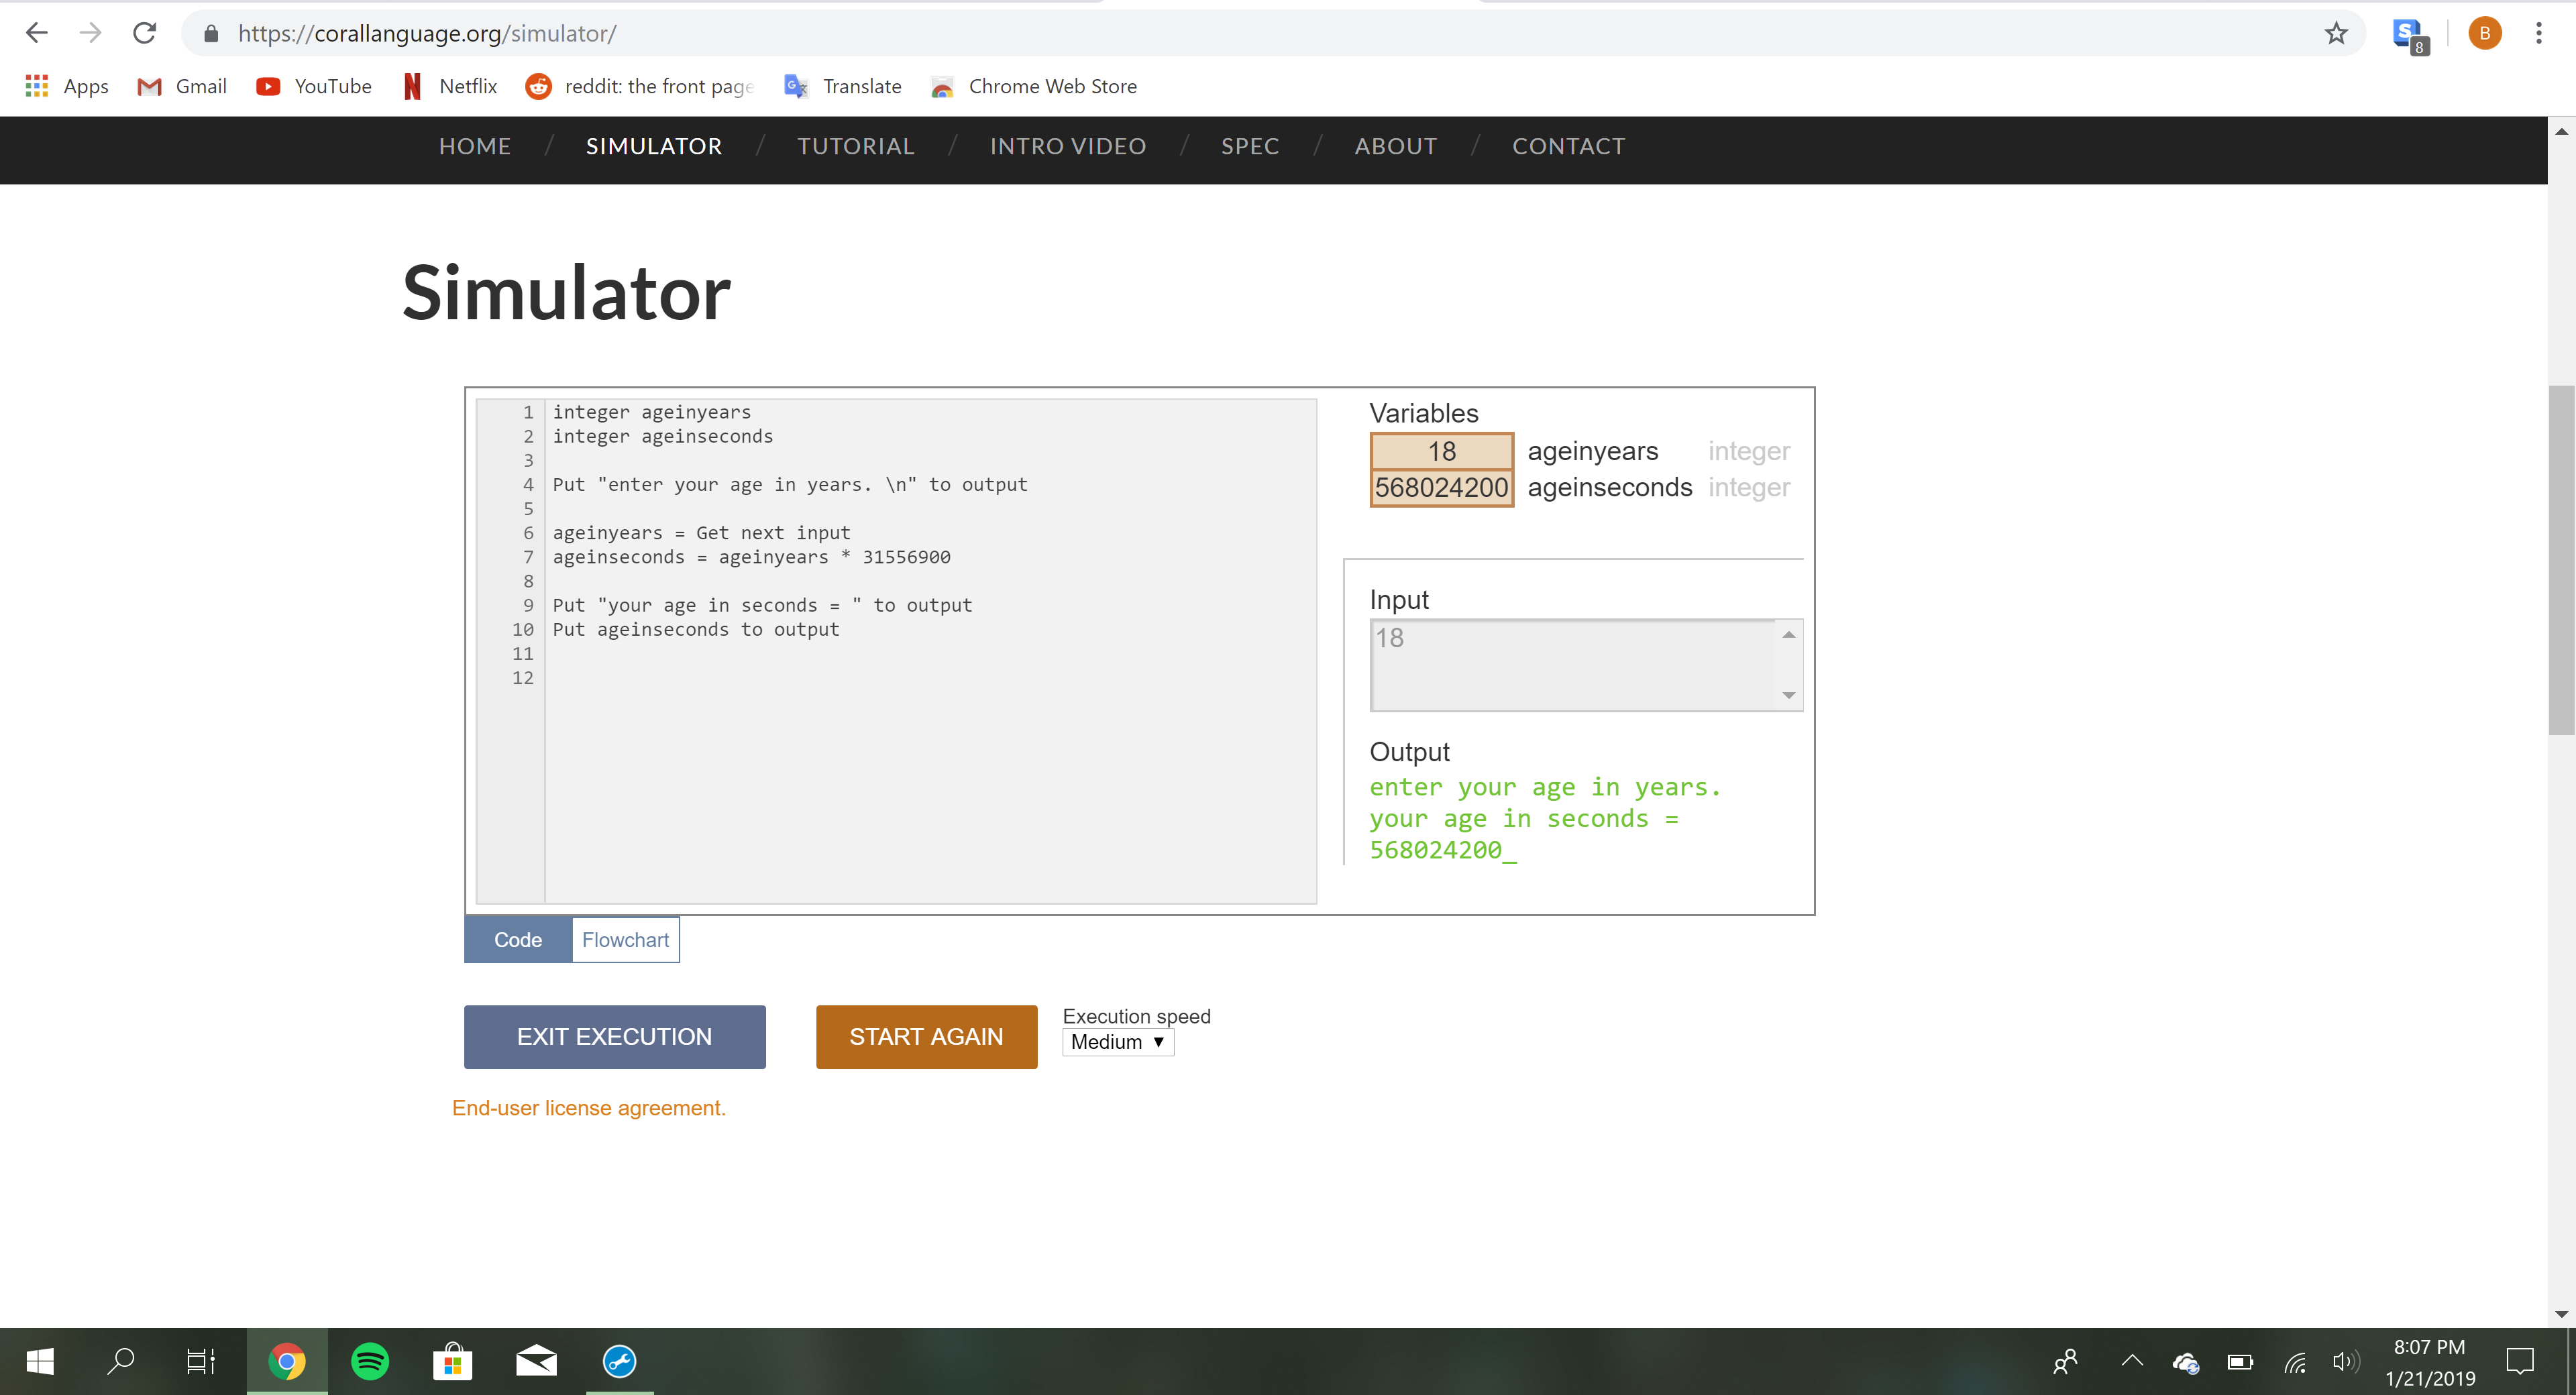 https://corallanguage.org/simulator/
S
8
B
Apps Gmail YouTube Netflix reddit: the front page Translate Chrome Web Store
HOME / SIMULATOR / TUTORIAL / INTRO VIDEO / SPEC / ABOUT / CONTACT
Simulator
1 integer ageinyears
2 integer ageinseconds
3
4 Put "enter your age in years. \n" to output
5
6 ageinyears = Get next input
7 ageinseconds = ageinyears * 31556900
8
9 Put "your age in seconds = " to output
10 Put ageinseconds to output
11
12
Variables
18 ageinyears integer
568024200 ageinseconds integer
Input
18
Output
enter your age in years.
your age in seconds =
568024200_
Code Flowchart
EXIT EXECUTION START AGAIN
Execution speed
Medium
End-user license agreement.
8:07 PM
1/21/2019